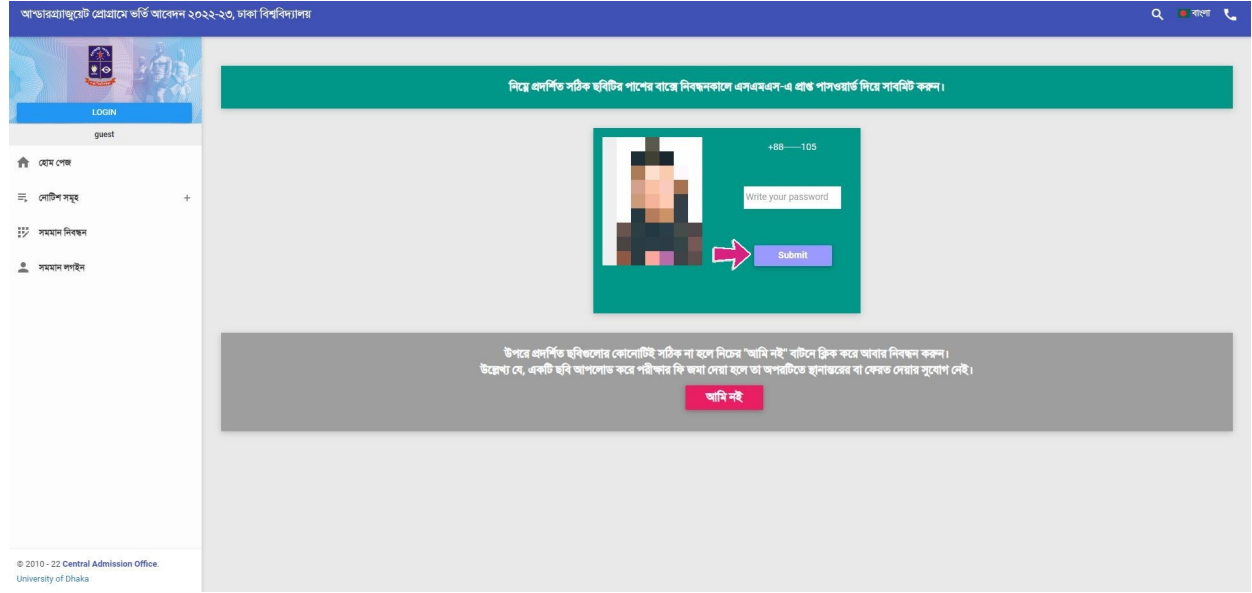 আন্ডারগ্র্যাজুয়েট প্রোগ্রামে ভর্তি আবেদন ২০২২-২৩, ঢাকা বিশ্ববিদ্যালয়
বাংলা
LOGIN
guest
হোম পেজ
নোটিশ সমূহ +
সমমান নিবন্ধন
সমমান লগইন
নিম্নে প্রদর্শিত সঠিক ছবিটির পাশের বাক্সে নিবন্ধনকালে এসএমএস-এ প্রাপ্ত পাসওয়ার্ড দিয়ে সাবমিট করুন।
+88-----105
Write your password
Submit
উপরে প্রদর্শিত ছবিগুলোর কোনোটিই সঠিক না হলে নিচের "আমি নই" বাটনে ক্লিক করে আবার নিবন্ধন করুন।
উল্লেখ্য যে, একটি ছবি আপলোড করে পরীক্ষার ফি জমা দেয়া হলে তা অপরটিতে স্থানান্তরের বা ফেরত দেয়ার সুযোগ নেই।
আমি নই
© 2010 - 22 Central Admission Office.
University of Dhaka